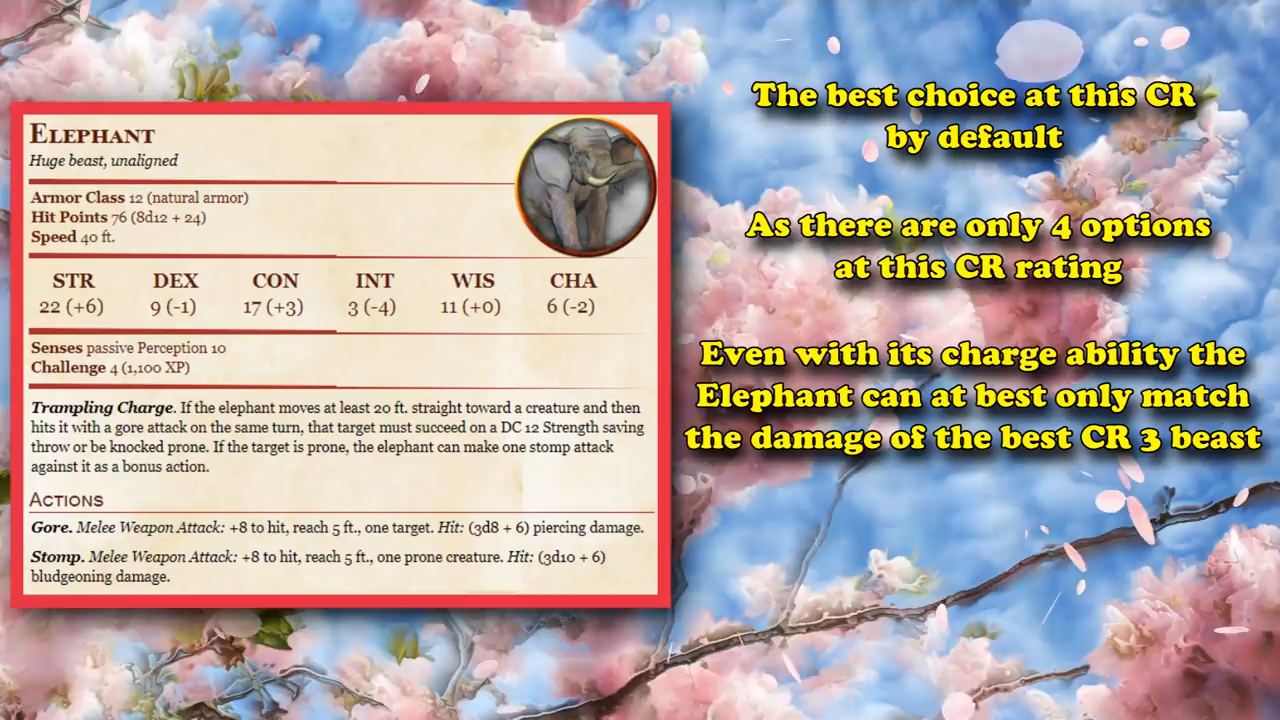 ELEPHANT
Huge beast, unaligned
Armor Class 12 (natural armor)
Hit Points 76 (8d12 + 24)
Speed 40 ft.
STR DEX CON INT WIS CHA
22 (+6) 9 (-1) 17 (+3) 3 (-4) 11 (+0) 6 (-2)
Senses passive Perception 10
Challenge 4 (1,100 XP)
Trampling Charge. If the elephant moves at least 20 ft. straight toward a creature and then
hits it with a gore attack on the same turn, that target must succeed on a DC 12 Strength saving
throw or be knocked prone. If the target is prone, the elephant can make one stomp attack
against it as a bonus action.
ACTIONS
Gore. Melee Weapon Attack: +8 to hit, reach 5 ft., one target. Hit: (3d8 + 6) piercing damage.
Stomp. Melee Weapon Attack: +8 to hit, reach 5 ft., one prone creature. Hit: (3d10 + 6)
bludgeoning damage.
The best choice at this CR
by default
As there are only 4 options
at this CR rating
Even with its charge ability the
Elephant can at best only match
the damage of the best CR 3 beast